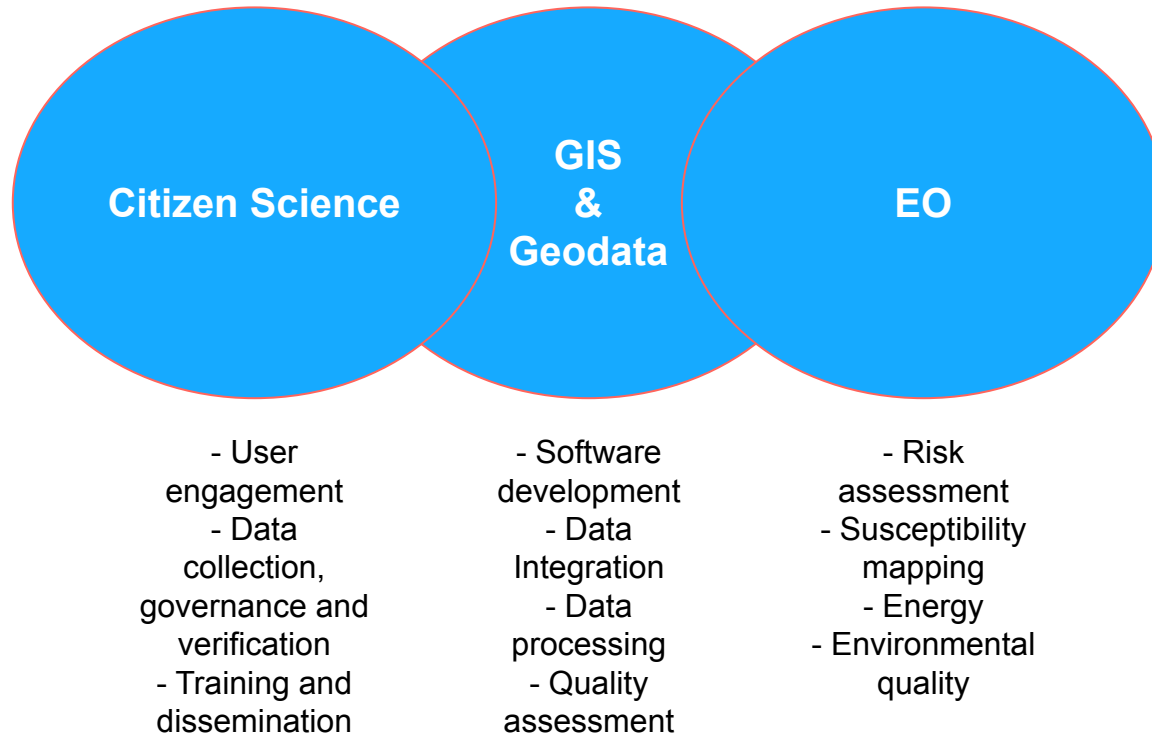 Citizen Science
GIS
&
Geodata
EO
- User
engagement
- Data
collection,
governance and
verification
- Training and
dissemination
- Software
development
- Data
Integration
- Data
processing
- Quality
assessment
- Risk
assessment
- Susceptibility
mapping
- Energy
- Environmental
quality